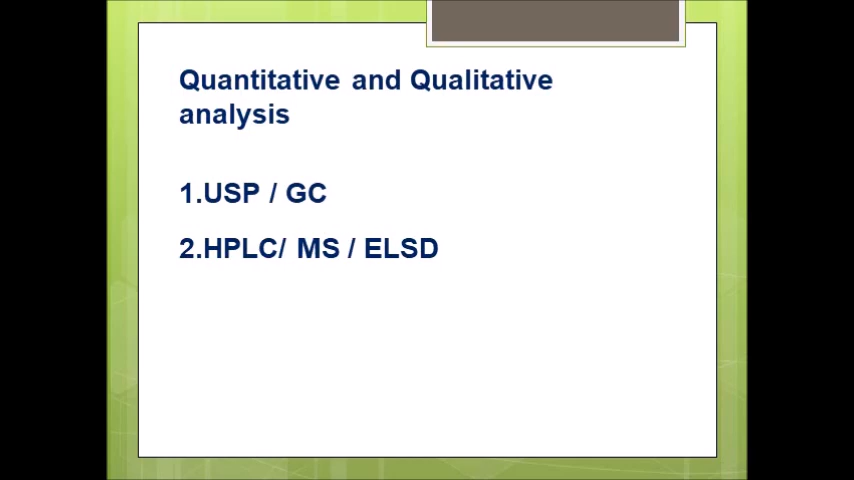 Quantitative and Qualitative
analysis
1.USP / GC
2.HPLC/ MS / ELSD